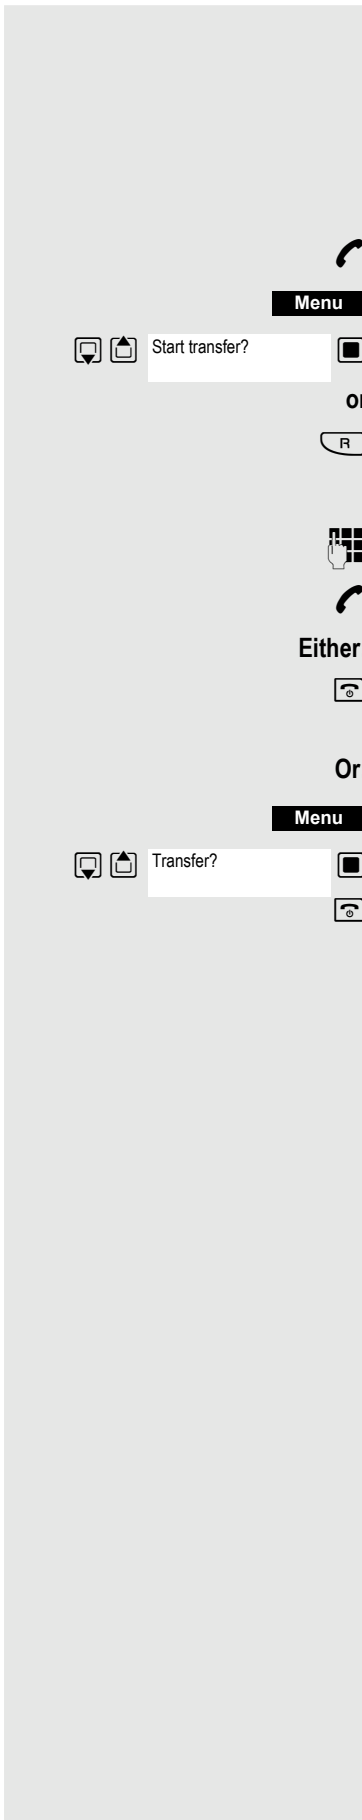 Menu
Start transfer?
or
R
Either
Or
Menu
Transfer?